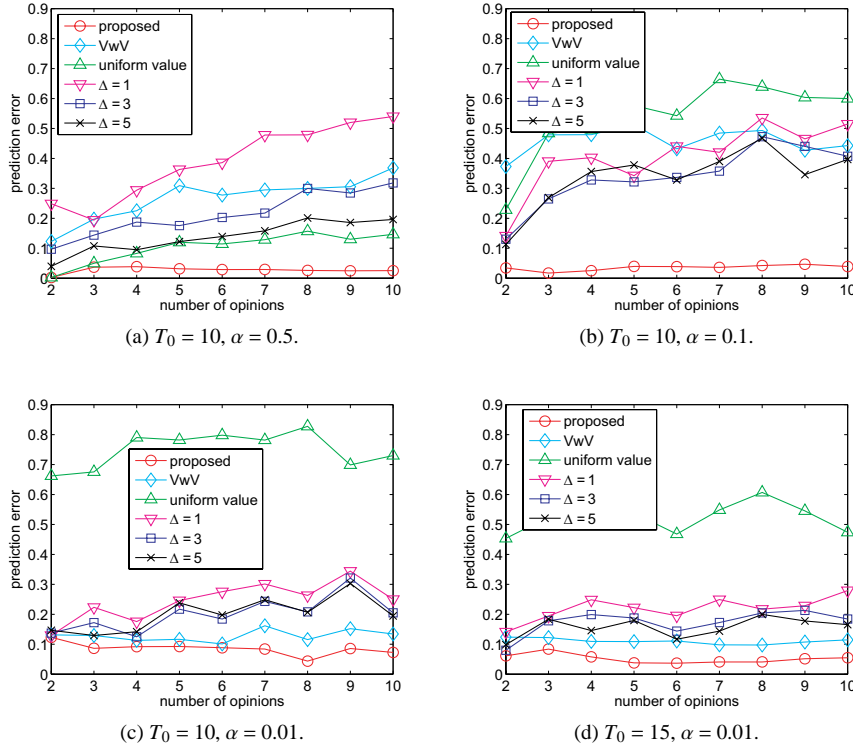 0.9
0.8
0.7
0.6
0.5
0.4
0.3
0.2
0.1
0
prediction error
proposed
VwV
uniform value
Δ = 1
Δ = 3
Δ = 5
2 3 4 5 6 7 8 9 10
number of opinions
(a) T0 = 10, α = 0.5.
0.9
0.8
0.7
0.6
0.5
0.4
0.3
0.2
0.1
0
prediction error
proposed
VwV
uniform value
Δ = 1
Δ = 3
Δ = 5
2 3 4 5 6 7 8 9 10
number of opinions
(b) T0 = 10, α = 0.1.
0.9
0.8
0.7
0.6
0.5
0.4
0.3
0.2
0.1
0
prediction error
proposed
VwV
uniform value
Δ = 1
Δ = 3
Δ = 5
2 3 4 5 6 7 8 9 10
number of opinions
(c) T0 = 10, α = 0.01.
0.9
0.8
0.7
0.6
0.5
0.4
0.3
0.2
0.1
0
prediction error
proposed
VwV
uniform value
Δ = 1
Δ = 3
Δ = 5
2 3 4 5 6 7 8 9 10
number of opinions
(d) T0 = 15, α = 0.01.